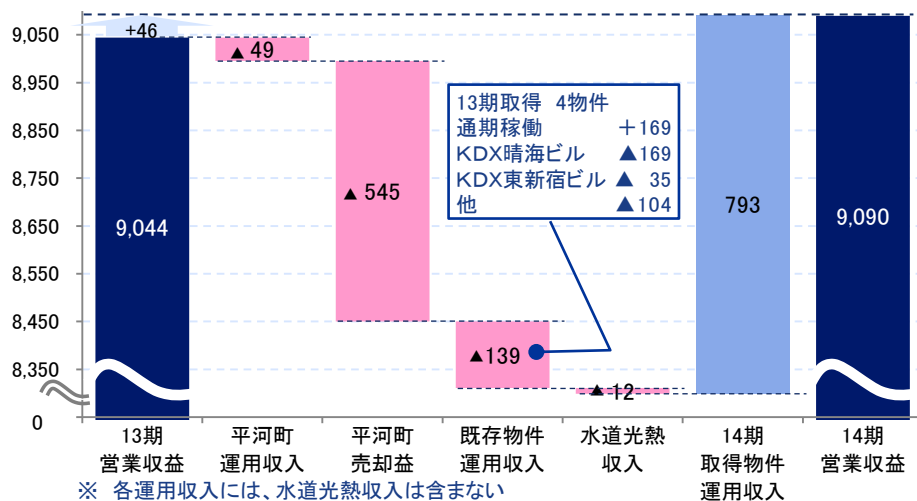 9,050
8,950
8,850
8,750
8,650
8,550
8,450
8,350
0
+46
9,044
▲ 49
▲ 545
▲139
▲ 12
793
9,090
13期取得 4物件
通期稼働 +169
KDX晴海ビル ▲169
KDX東新宿ビル ▲ 35
他 ▲104
13期
営業収益
平河町
運用収入
平河町
売却益
既存物件
運用収入
水道光熱
収入
14期
取得物件
運用収入
14期
営業収益
※ 各運用収入には、水道光熱収入は含まない